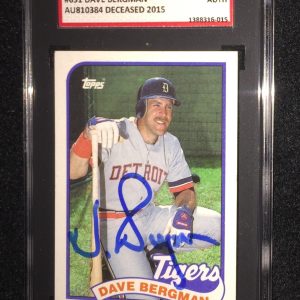 #631 DAVE BERGMAN
AUTH
AU810384 DECEASED 2015
1388316-015
Topps
D
DETROIT
Tigers
DAVE BERGMAN